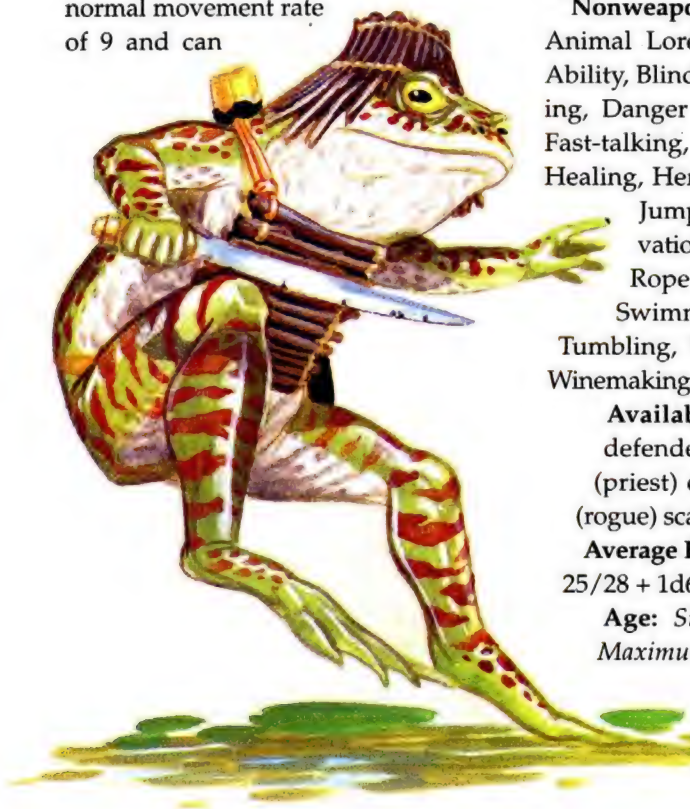 normal movement rate
of 9 and can
Nonweapo
Animal Lore
Ability, Blind
ing, Danger
Fast-talking,
Healing, Her
Jump
vatio
Rope
Swimm
Tumbling,
Winemaking
Availab
defende
(priest)
(rogue) sca
Average
25/28 + 1d6
Age: S
Maximu